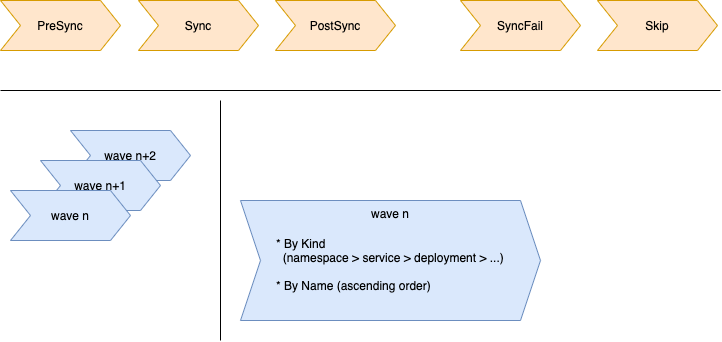 PreSync
Sync
PostSync
SyncFail
Skip
wave n+2
wave n+1
wave n
wave n
* By Kind
(namespace > service > deployment > ...)
* By Name (ascending order)